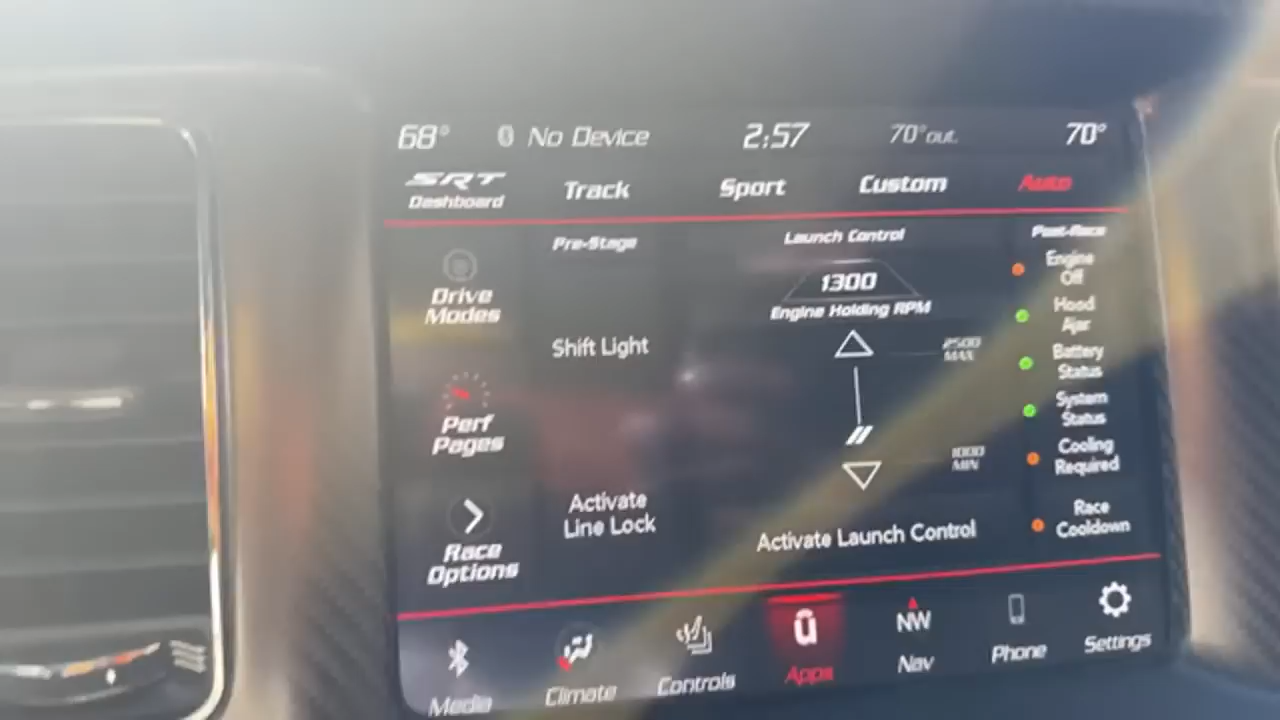 68° No Device 2:57 70° out. 70°
SRT
Dashboard
Track Sport Custom Auto
Drive
Modes
Perf
Pages
Race
Options
Pre-Stage
Shift Light
Activate
Line Lock
Launch Control
1300
Engine Holding RPM
2500
MAX
1000
MIN
Activate Launch Control
Post-Race
Engine
Off
Hood
Ajar
Battery
Status
System
Status
Cooling
Required
Race
Cooldown
Media
Climate
Controls
Apps
NW
Nav
Phone
Settings